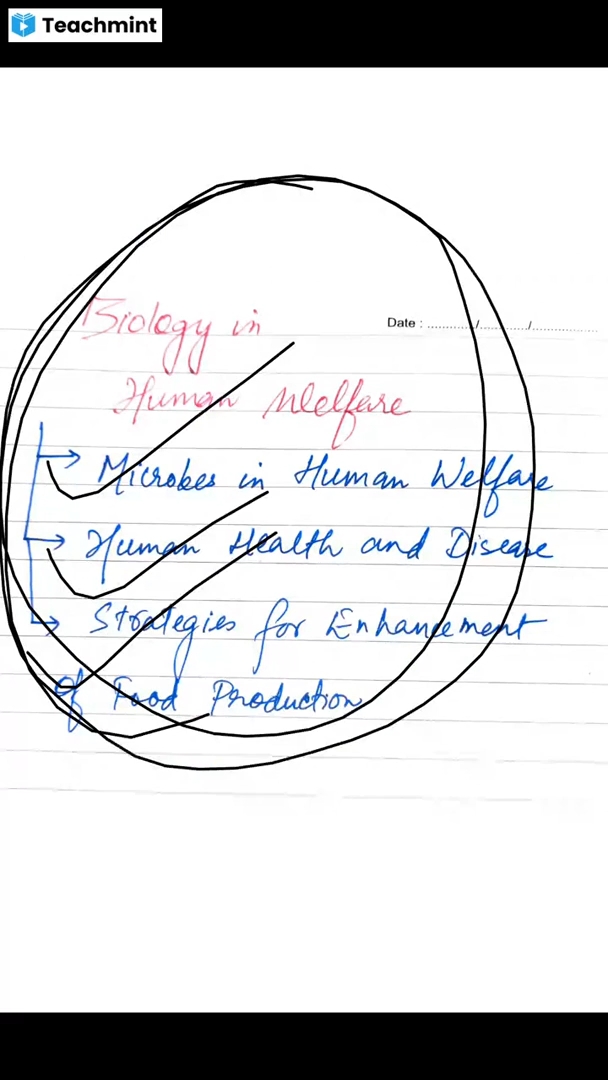 Teachmint
Biology in
Date : ............/............/...............
Human Welfare
Microbes in Human Welfare
Human Health and Disease
Strategies for Enhancement
of Food Production